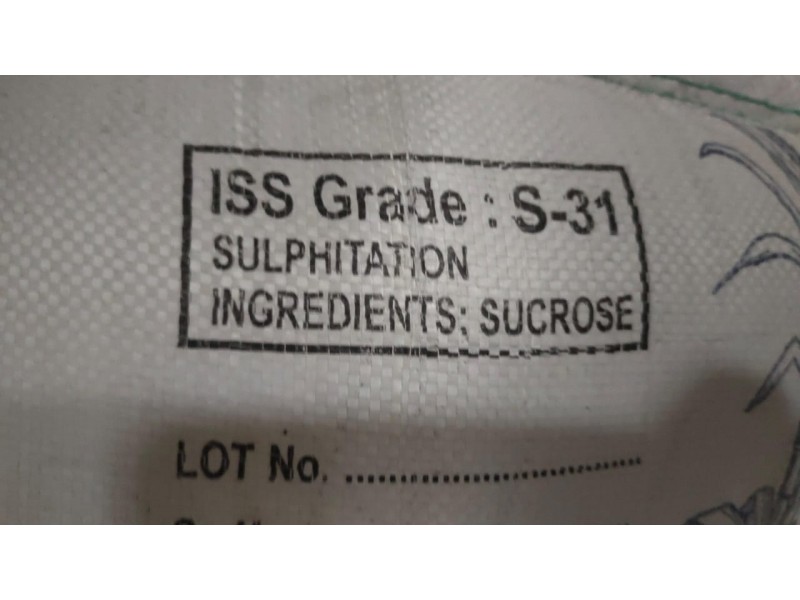 ISS Grade : S-31
SULPHITATION
INGREDIENTS: SUCROSE
LOT No. ....................................